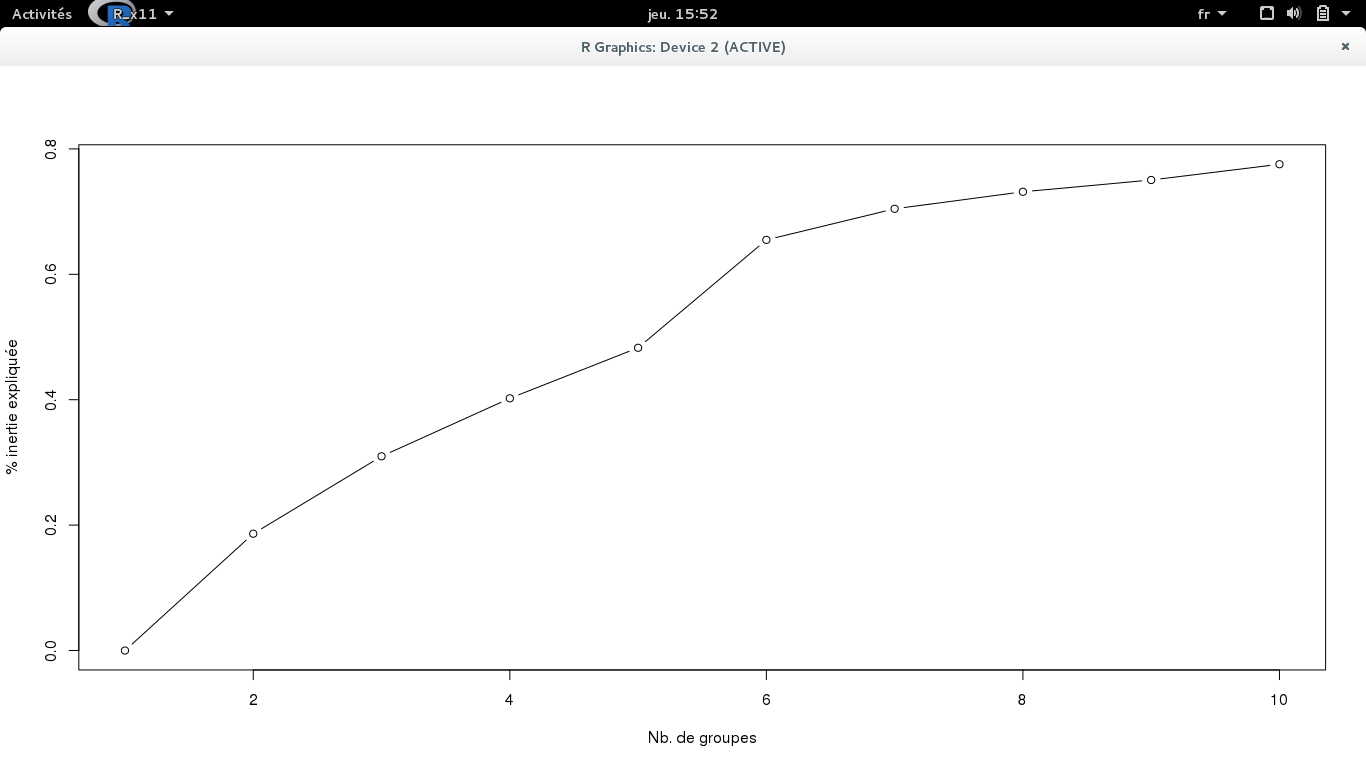 Activités R_x11 jeu. 15:52 fr
R Graphics: Device 2 (ACTIVE)
0.8
0.6
0.4
0.2
0.0
% inertie expliquée
2 4 6 8 10
Nb. de groupes